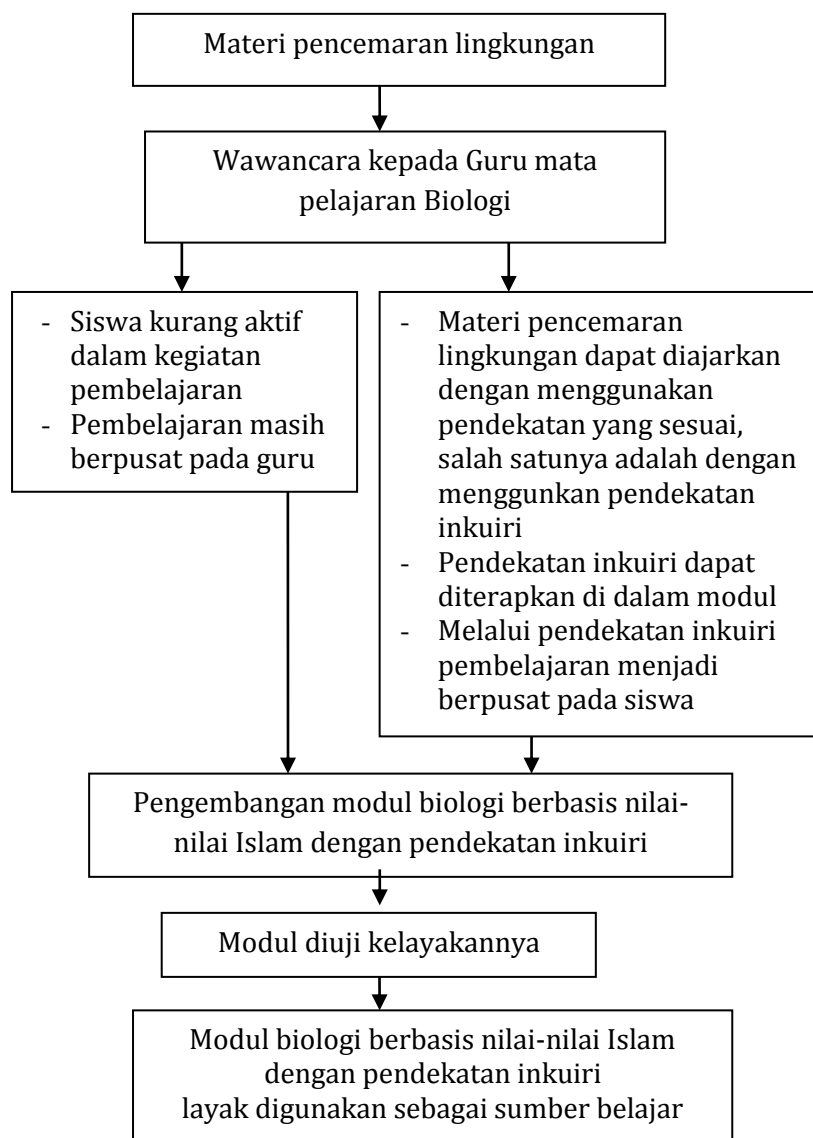 Materi pencemaran lingkungan
Wawancara kepada Guru mata
pelajaran Biologi
- Siswa kurang aktif
dalam kegiatan
pembelajaran
- Pembelajaran masih
berpusat pada guru
- Materi pencemaran
lingkungan dapat diajarkan
dengan menggunakan
pendekatan yang sesuai,
salah satunya adalah dengan
menggunkan pendekatan
inkuiri
- Pendekatan inkuiri dapat
diterapkan di dalam modul
- Melalui pendekatan inkuiri
pembelajaran menjadi
berpusat pada siswa
Pengembangan modul biologi berbasis nilai-
nilai Islam dengan pendekatan inkuiri
Modul diuji kelayakannya
Modul biologi berbasis nilai-nilai Islam
dengan pendekatan inkuiri
layak digunakan sebagai sumber belajar